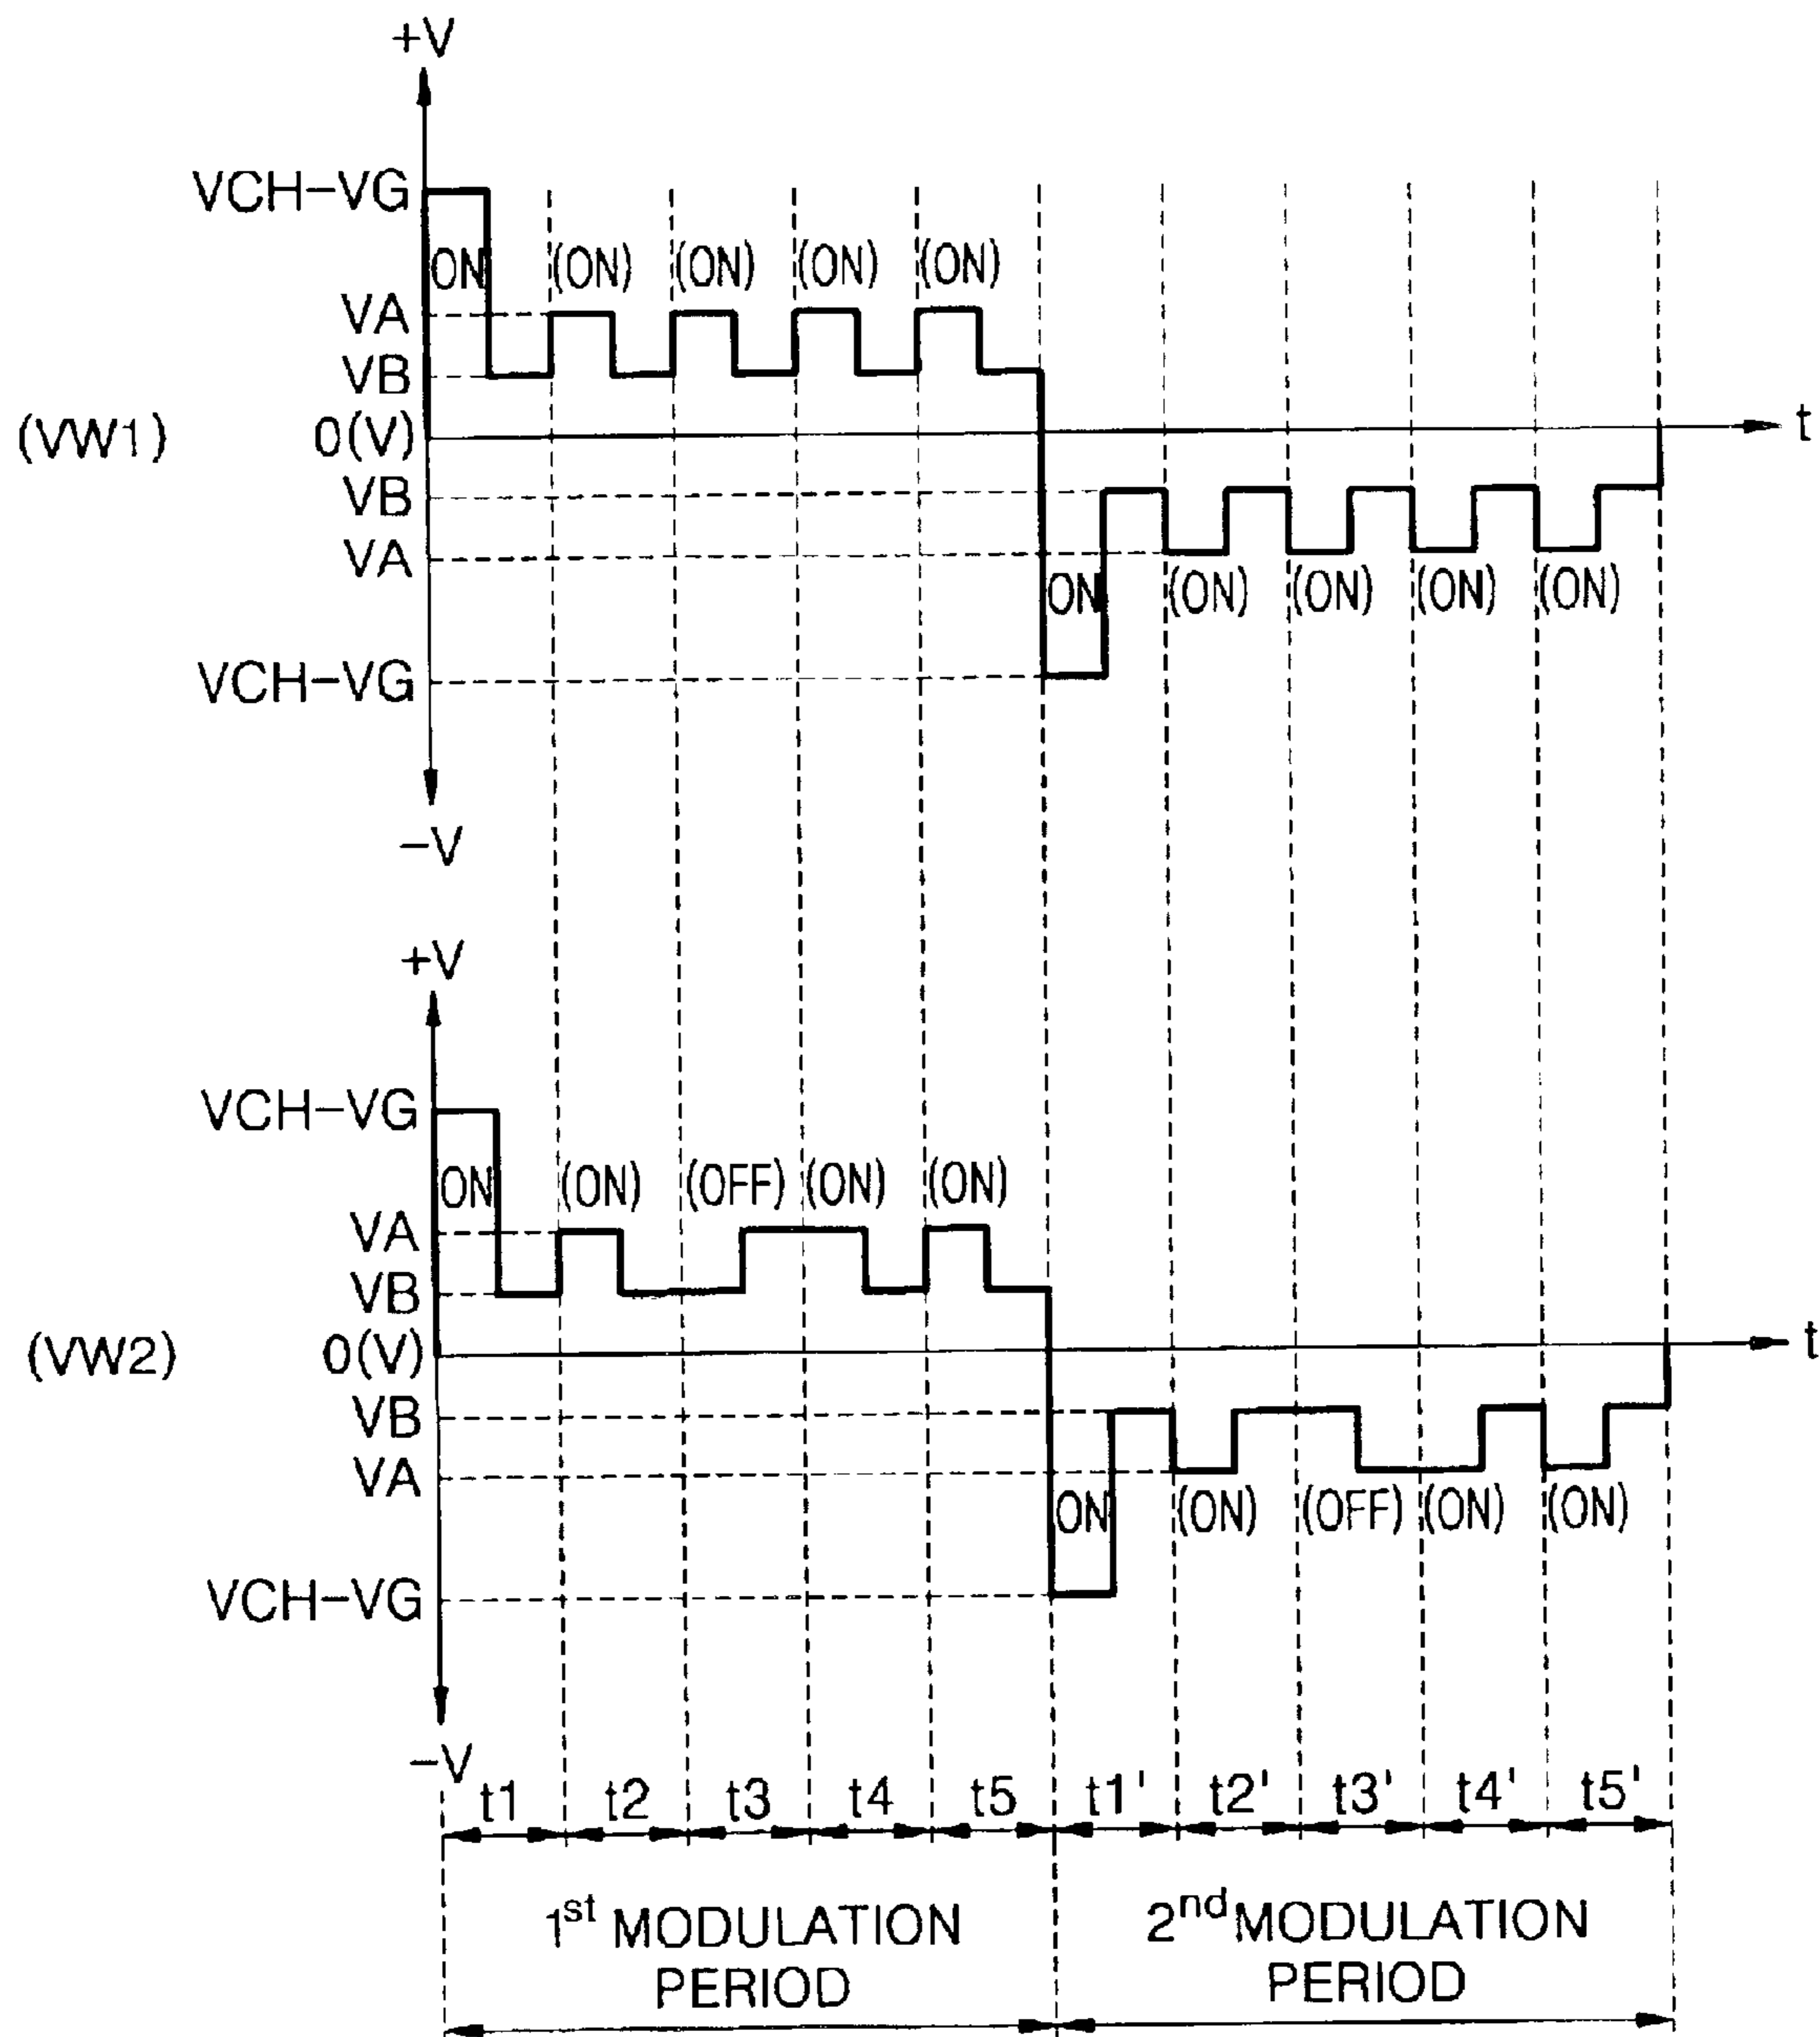 +V
VCH-VG
ON (ON) (ON) (ON) (ON)
VA
VB
(VW1) 0(V) t
VB
VA
ON (ON) (ON) (ON) (ON)
VCH-VG
-V
+V
VCH-VG
ON (ON) (OFF) (ON) (ON)
VA
VB
(VW2) 0(V) t
VB
VA
ON (ON) (OFF) (ON) (ON)
VCH-VG
-V
t1 t2 t3 t4 t5 t1' t2' t3' t4' t5'
1st MODULATION PERIOD
2nd MODULATION PERIOD